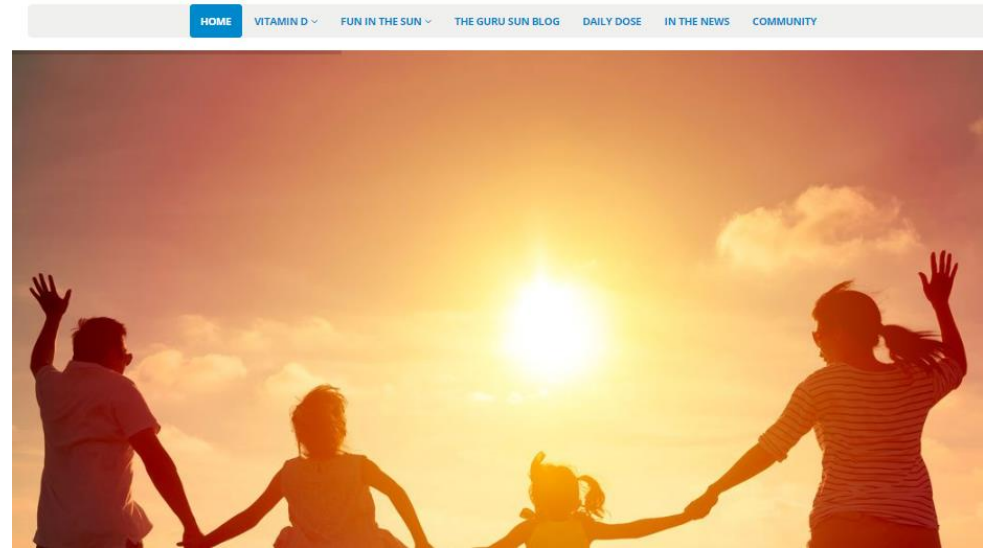 HOME VITAMIN D FUN IN THE SUN THE GURU SUN BLOG DAILY DOSE IN THE NEWS COMMUNITY